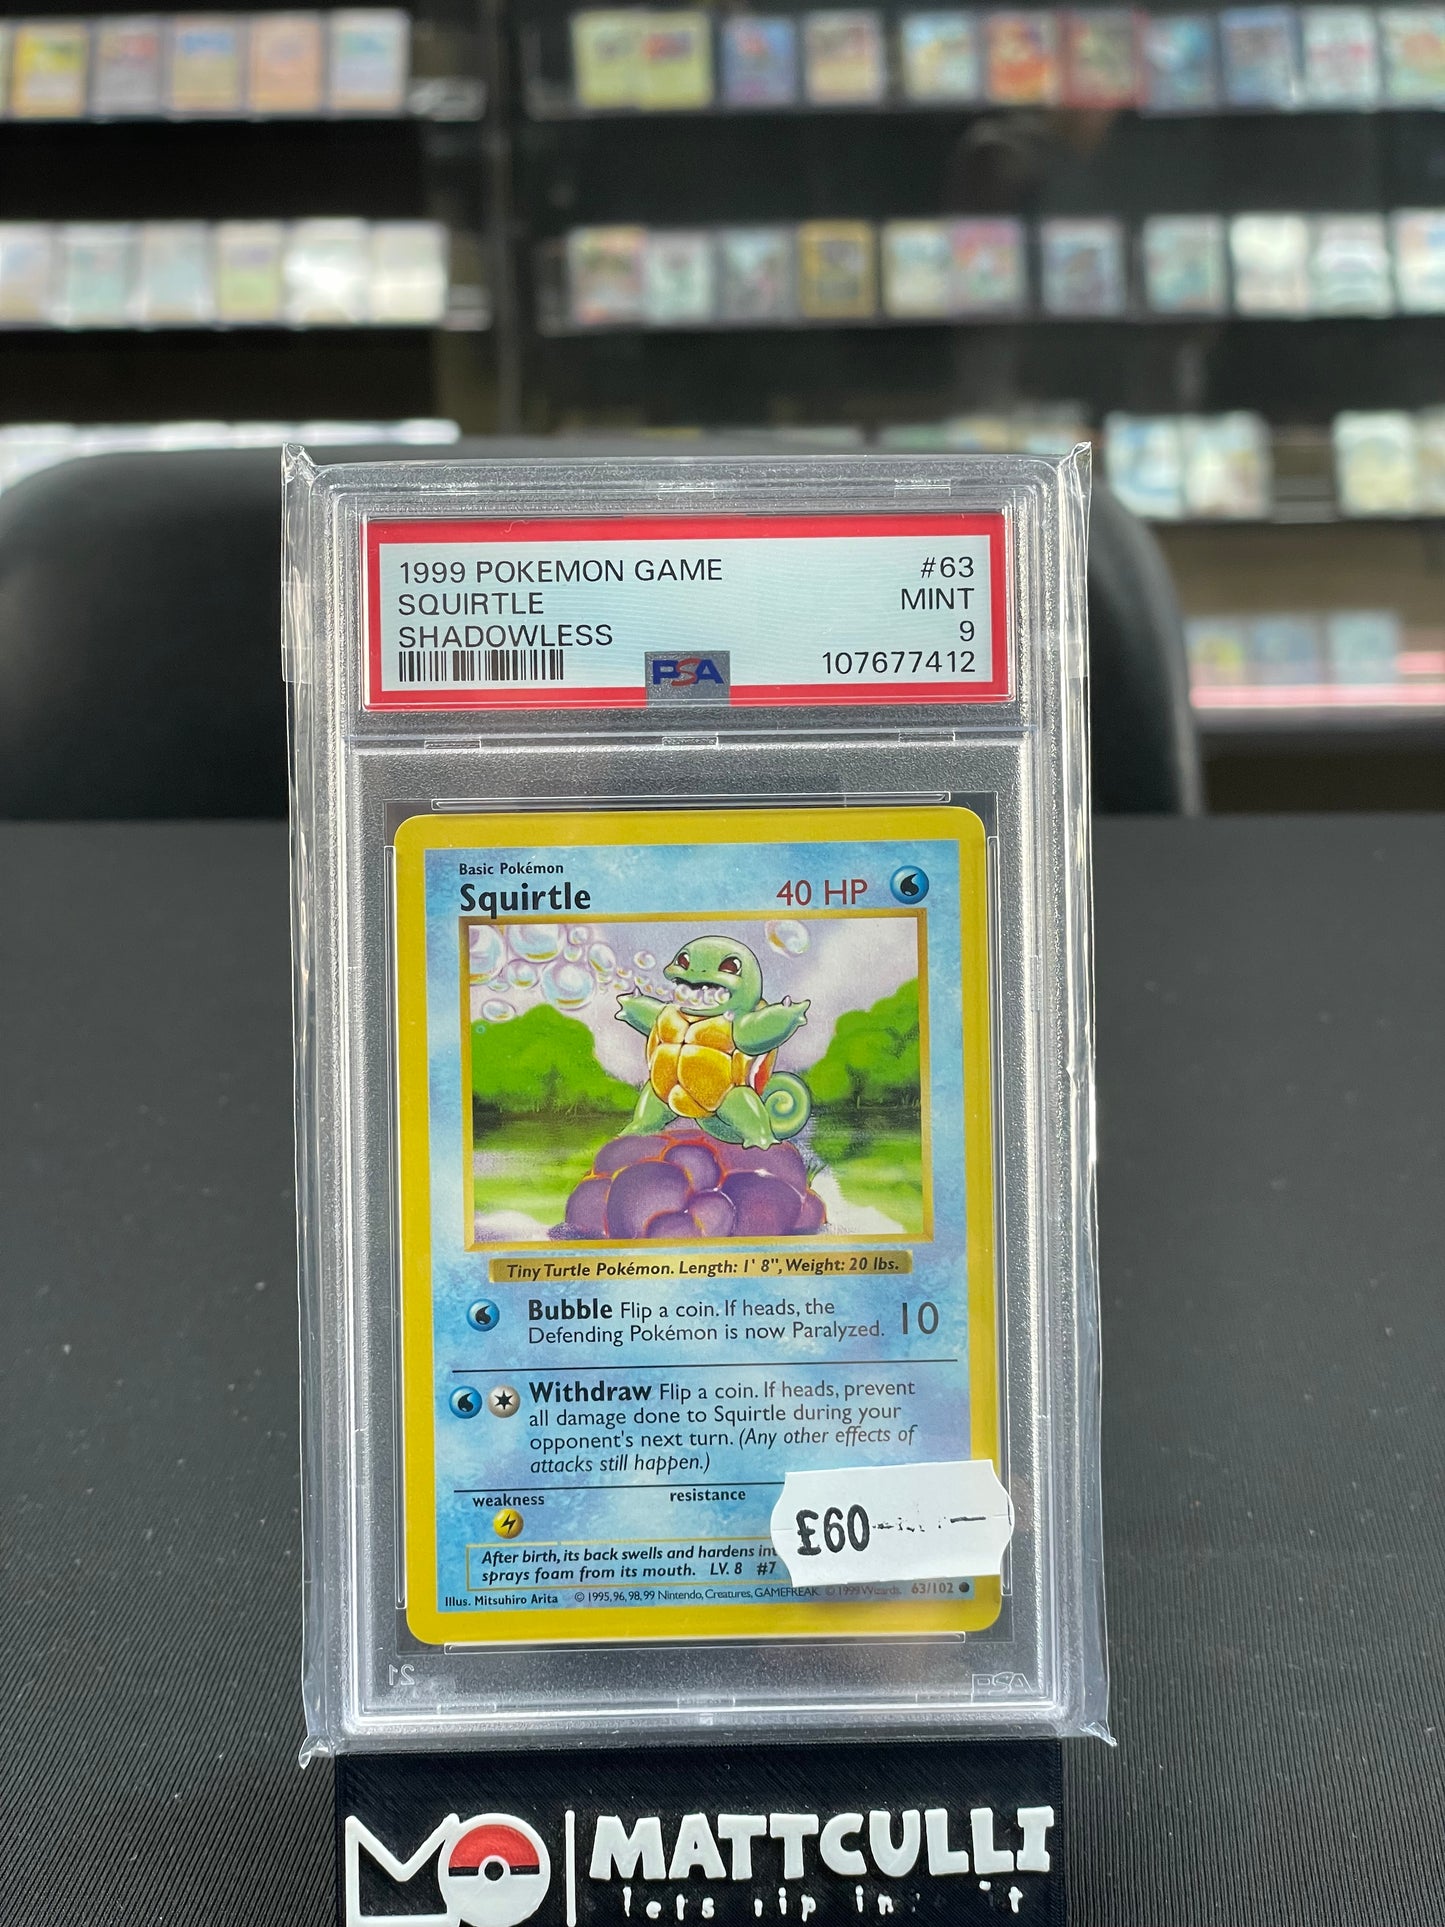 1999 POKEMON GAME #63
SQUIRTLE MINT
SHADOWLESS 9
107677412
PSA
Basic Pokémon
Squirtle 40 HP
Tiny Turtle Pokémon. Length: 1' 8", Weight: 20 lbs.
Bubble Flip a coin. If heads, the
Defending Pokémon is now Paralyzed. 10
Withdraw Flip a coin. If heads, prevent
all damage done to Squirtle during your
opponent's next turn. (Any other effects of
attacks still happen.)
weakness resistance
£60
After birth, its back swells and hardens
sprays foam from its mouth. LV. 8 #7
Illus. Mitsuhiro Arita © 1995, 96, 98, 99 Nintendo, Creatures, GAMEFREAK. © 1999 Wizards. 63/102
21 PSA
MATTCULLI
lets rip